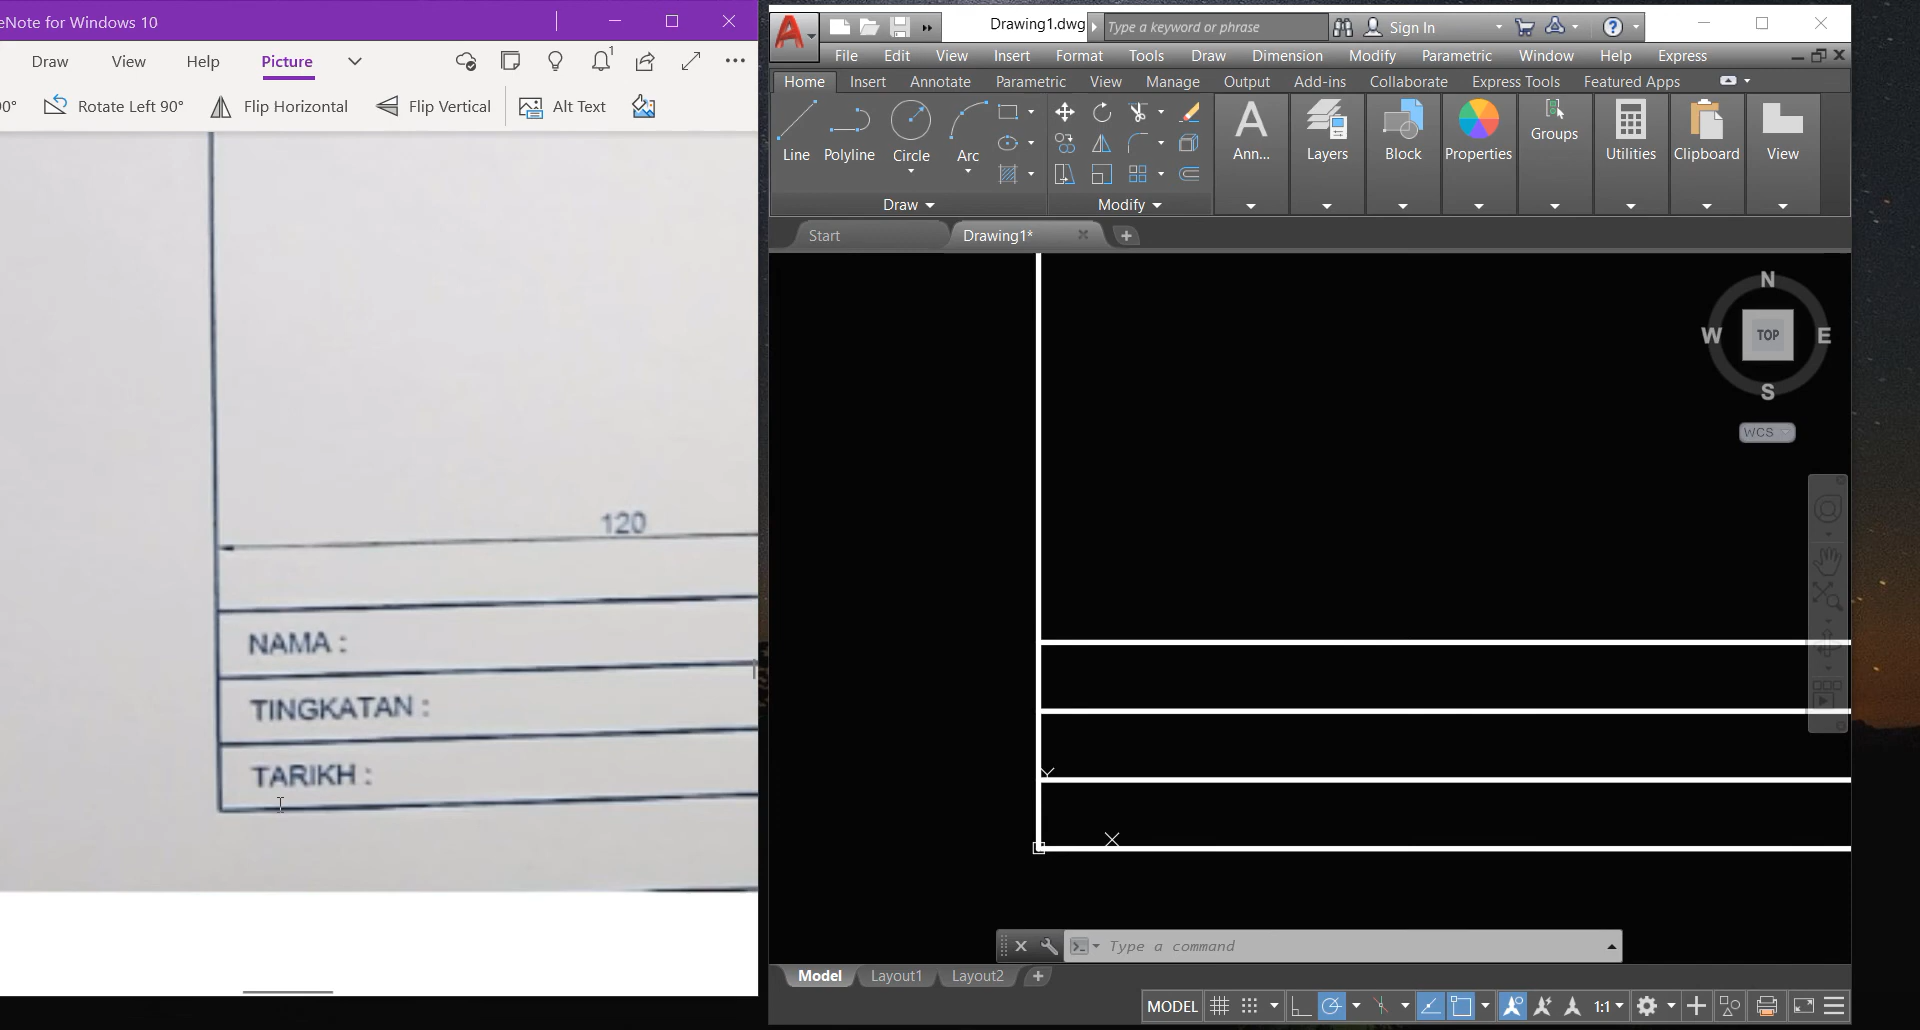 eNote for Windows 10
Draw View Help Picture
1
0° Rotate Left 90° Flip Horizontal Flip Vertical Alt Text
120
NAMA :
TINGKATAN :
TARIKH :
A Drawing1.dwg Type a keyword or phrase Sign In
File Edit View Insert Format Tools Draw Dimension Modify Parametric Window Help Express
Home Insert Annotate Parametric View Manage Output Add-ins Collaborate Express Tools Featured Apps
Line Polyline Circle Arc
A
Ann... Layers Block Properties Groups Utilities Clipboard View
Draw Modify
Start Drawing1*
N
W TOP E
S
WCS
Y
X
Type a command
Model Layout1 Layout2
MODEL 1:1